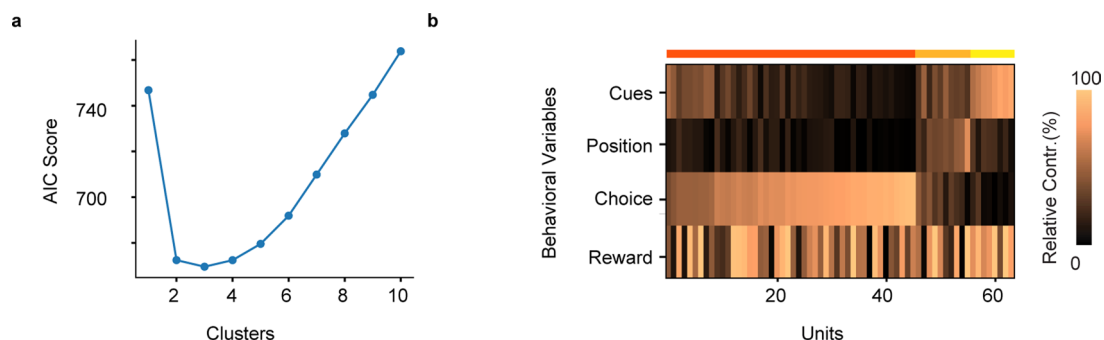 a
AIC Score
740
700
2
4
6
8
10
Clusters
b
Behavioral Variables
Cues
Position
Choice
Reward
20
40
60
Units
100
0
Relative Contr.(%)